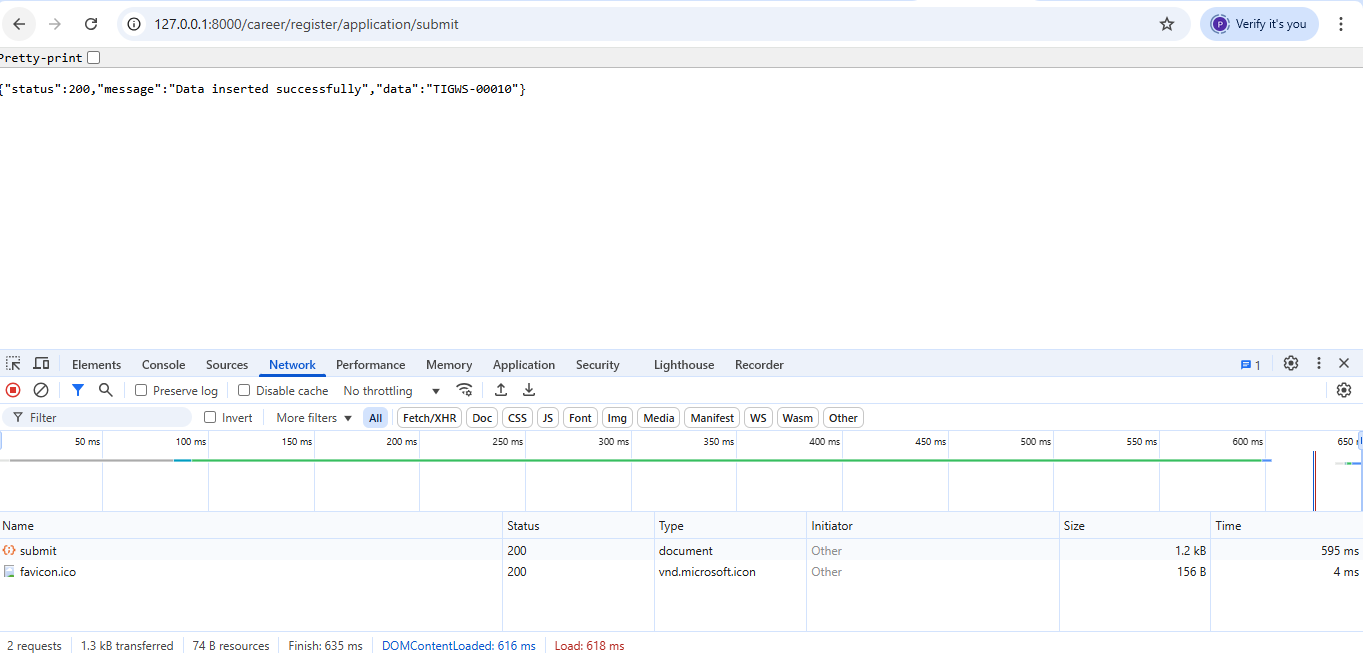 127.0.0.1:8000/career/register/application/submit
Verify it's you
Pretty-print
{"status":200,"message":"Data inserted successfully","data":"TIGWS-00010"}
Elements Console Sources Network Performance Memory Application Security Lighthouse Recorder 1
Preserve log Disable cache No throttling
Filter Invert More filters All Fetch/XHR Doc CSS JS Font Img Media Manifest WS Wasm Other
50 ms 100 ms 150 ms 200 ms 250 ms 300 ms 350 ms 400 ms 450 ms 500 ms 550 ms 600 ms 650
Name Status Type Initiator Size Time
submit 200 document Other 1.2 kB 595 ms
favicon.ico 200 vnd.microsoft.icon Other 156 B 4 ms
2 requests 1.3 kB transferred 74 B resources Finish: 635 ms DOMContentLoaded: 616 ms Load: 618 ms